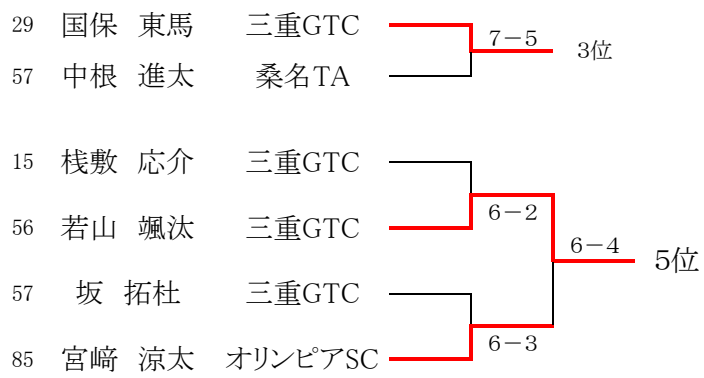 29 国保 東馬 三重GTC
7-5 3位
57 中根 進太 桑名TA
15 桟敷 応介 三重GTC
6-2
56 若山 颯汰 三重GTC
6-4 5位
57 坂 拓杜 三重GTC
6-3
85 宮﨑 涼太 オリンピアSC